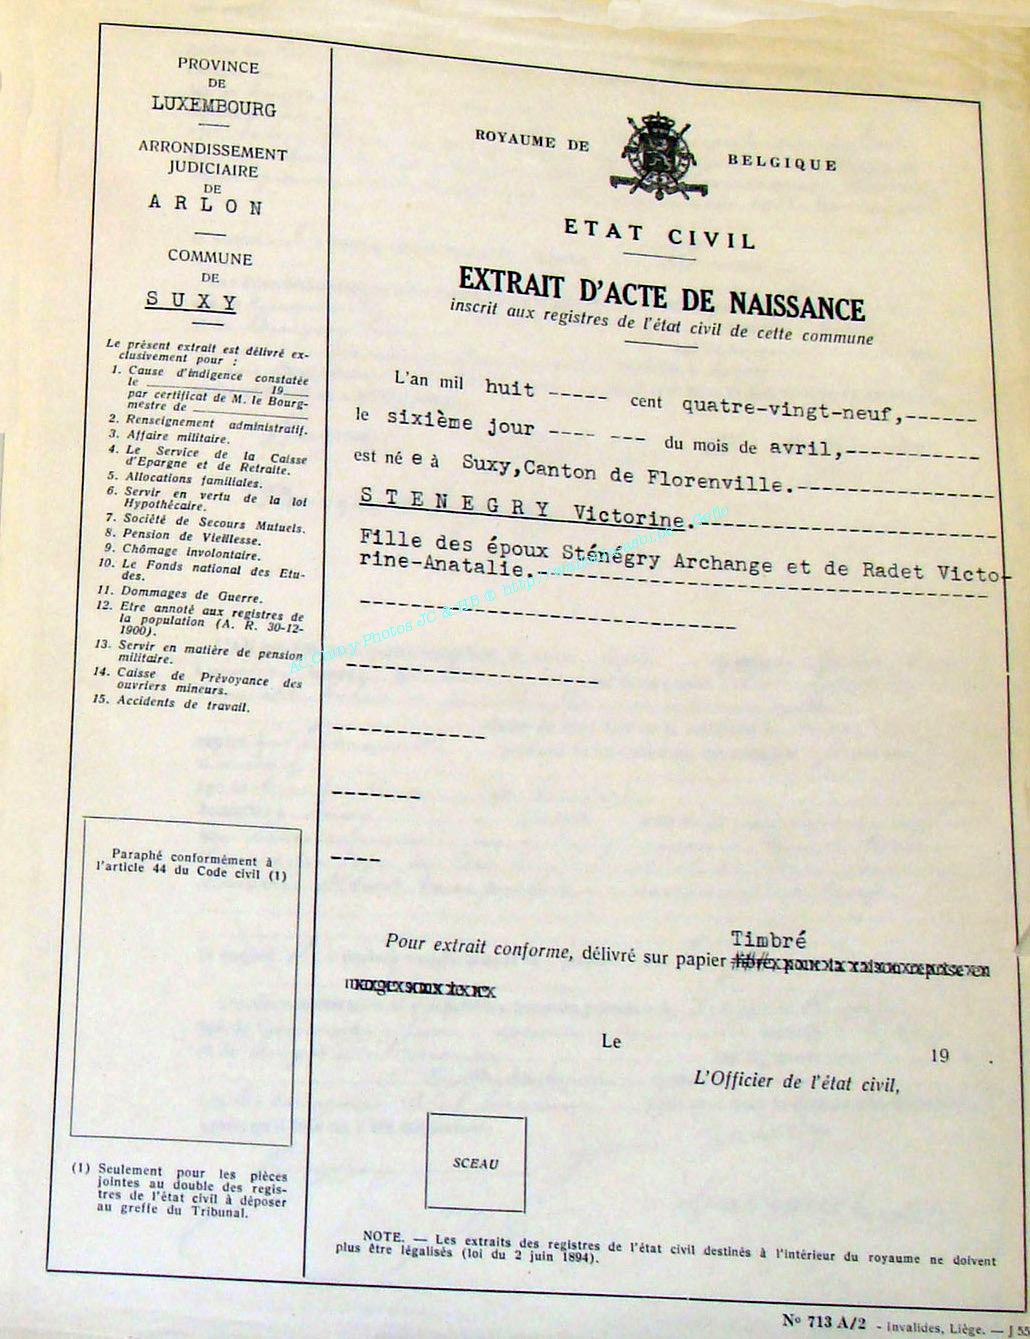 PROVINCE
DE
LUXEMBOURG
ARRONDISSEMENT
JUDICIAIRE
DE
A R L O N
COMMUNE
DE
S U X Y
Le présent extrait est délivré ex-
clusivement pour :
1. Cause d'indigence constatée
le 19
par certificat de M. le Bourg-
mestre de
2. Renseignement administratif.
3. Affaire militaire.
4. Le Service de la Caisse
d'Epargne et de Retraite.
5. Allocations familiales.
6. Servir en vertu de la loi
Hypothécaire.
7. Société de Secours Mutuels.
8. Pension de Vieillesse.
9. Chômage involontaire.
10. Le Fonds national des Etu-
des.
11. Dommages de Guerre.
12. Etre annoté aux registres de
la population (A. R. 30-12-
1900).
13. Servir en matière de pension
militaire.
14. Caisse de Prévoyance des
ouvriers mineurs.
15. Accidents de travail.
Paraphé conformément à
l'article 44 du Code civil (1)
(1) Seulement pour les pièces
jointes au double des regis-
tres de l'état civil à déposer
au greffe du Tribunal.
ROYAUME DE BELGIQUE
ETAT CIVIL
EXTRAIT D'ACTE DE NAISSANCE
inscrit aux registres de l'état civil de cette commune
L'an mil huit ----- cent quatre-vingt-neuf,------
le sixième jour ---- --- du mois de avril,-----------
est né e à Suxy,Canton de Florenville.----------------
S T E N E G R Y Victorine.
Fille des époux Sténégry Archange et de Radet Victo-
rine-Anatalie.
Pour extrait conforme, délivré sur papier Timbré
Le 19 .
L'Officier de l'état civil,
SCEAU
NOTE. — Les extraits des registres de l'état civil destinés à l'intérieur du royaume ne doivent
plus être légalisés (loi du 2 juin 1894).
Nº 713 A/2 - Invalides, Liège. — J 55